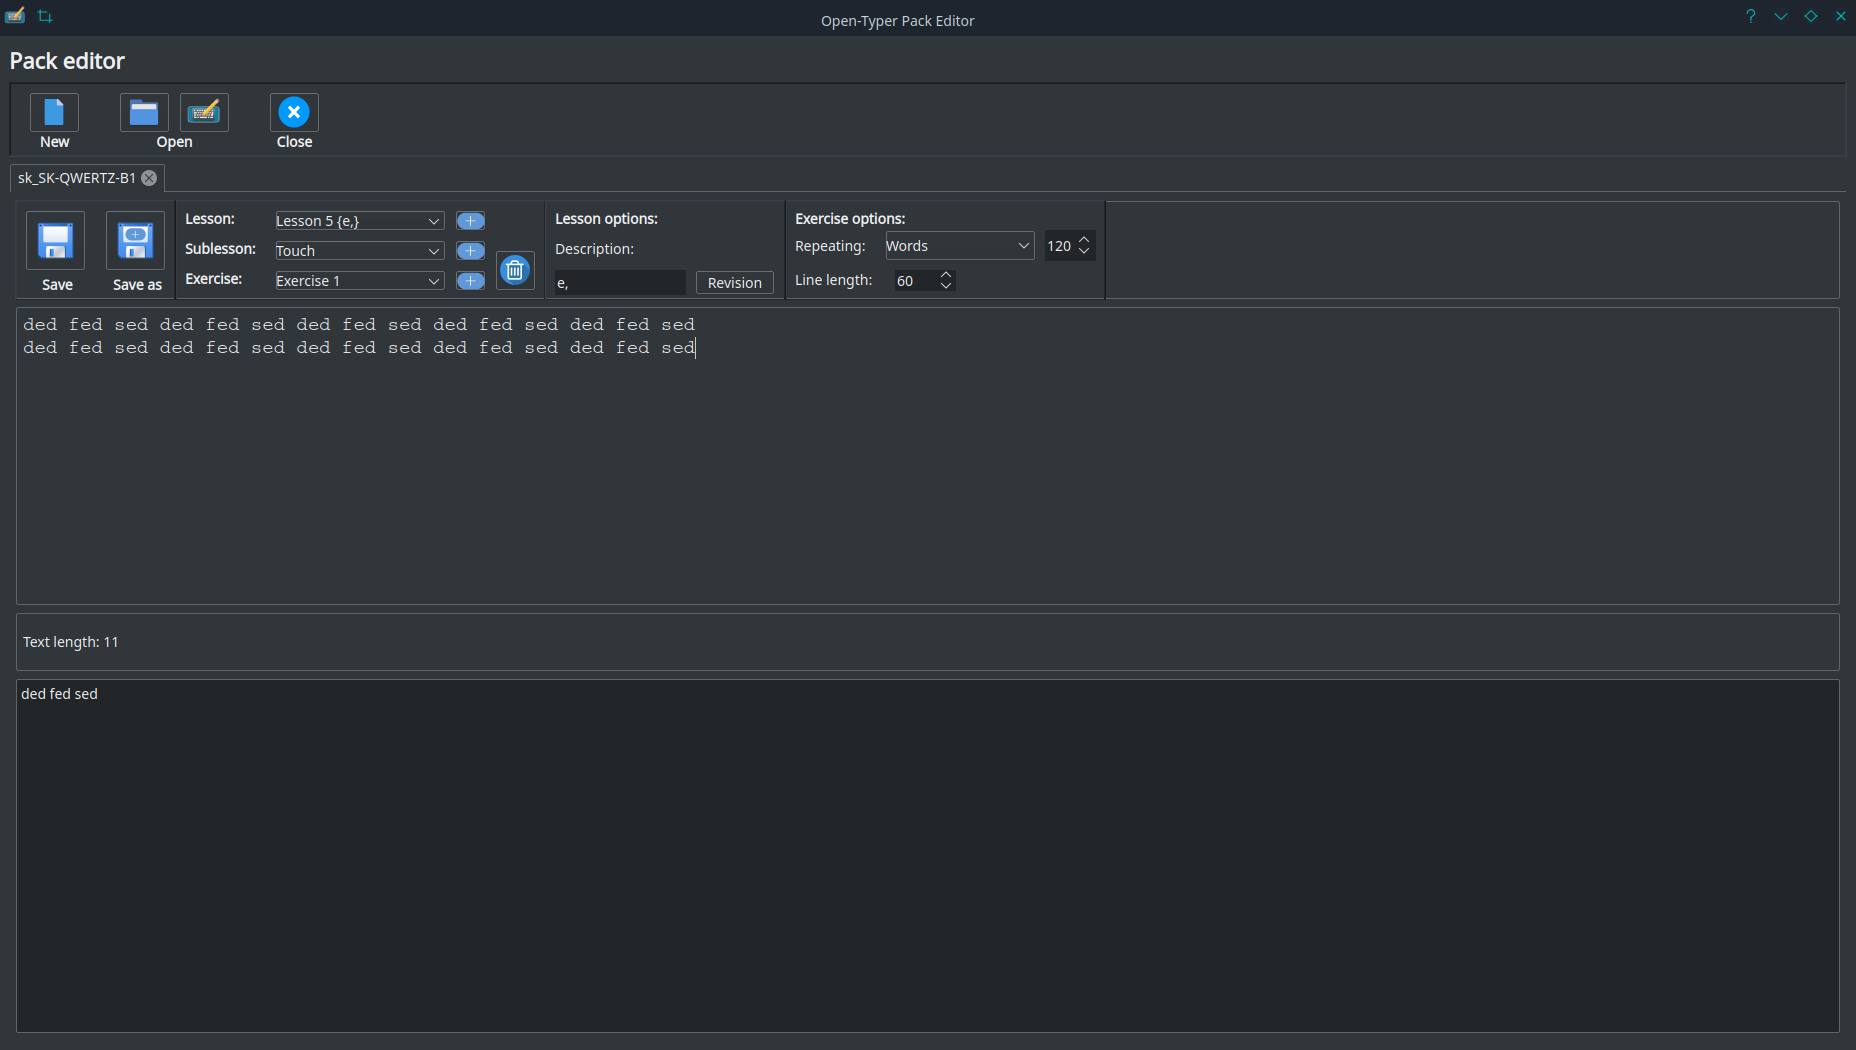 Open-Typer Pack Editor
Pack editor
New
Open
Close
sk_SK-QWERTZ-B1
Save
Save as
Lesson:
Lesson 5 {e,}
Sublesson:
Touch
Exercise:
Exercise 1
Lesson options:
Description:
e,
Revision
Exercise options:
Repeating:
Words
120
Line length:
60
ded fed sed ded fed sed ded fed sed ded fed sed ded fed sed
ded fed sed ded fed sed ded fed sed ded fed sed ded fed sed
Text length: 11
ded fed sed